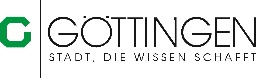 G GÖTTINGEN
STADT, DIE WISSEN SCHAFFT